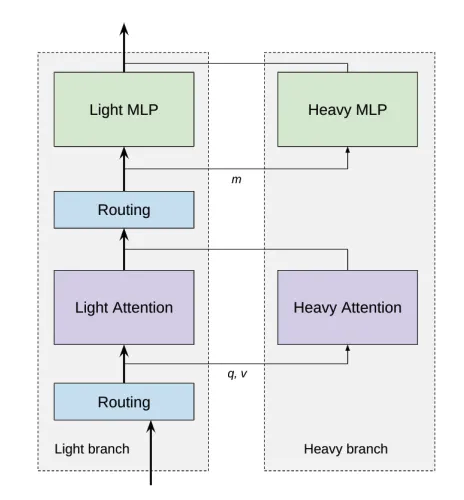 Light MLP
Heavy MLP
m
Routing
Light Attention
Heavy Attention
q, v
Routing
Light branch
Heavy branch